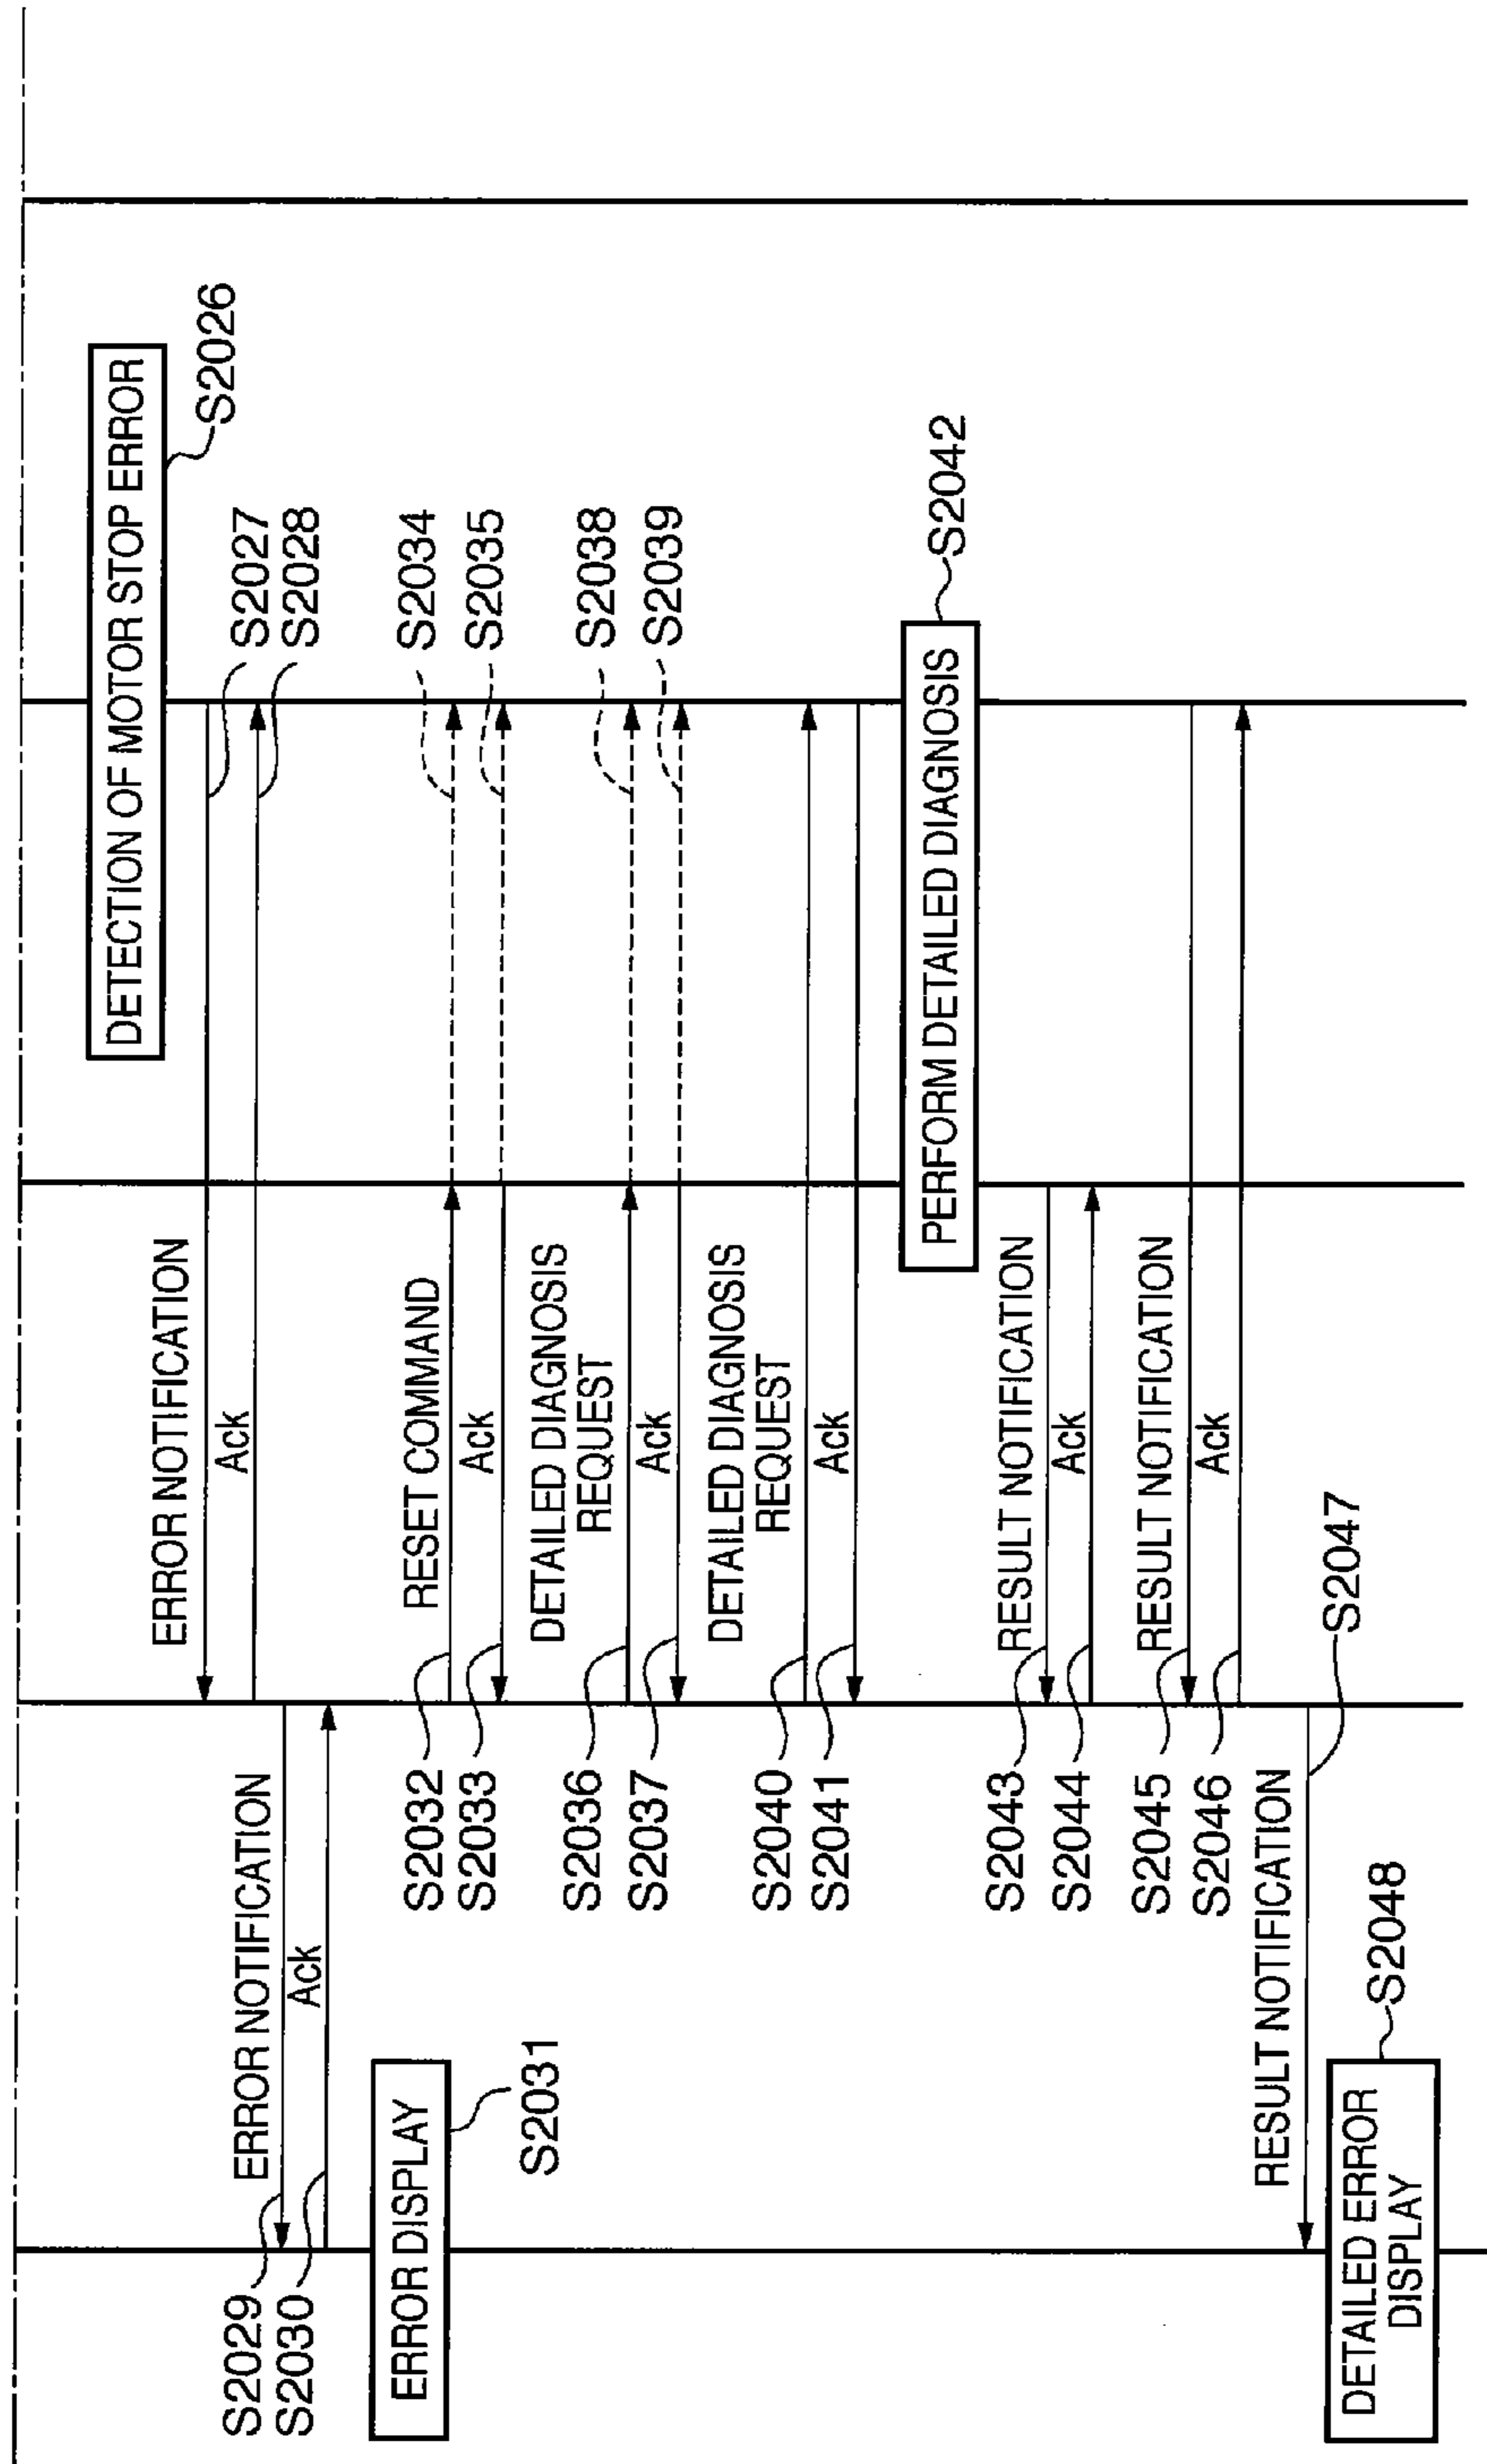 DETECTION OF MOTOR STOP ERROR
S2026
ERROR NOTIFICATION
S2027
Ack
S2028
ERROR NOTIFICATION
S2029
Ack
S2030
ERROR DISPLAY
S2031
RESET COMMAND
S2032
S2034
Ack
S2033
S2035
DETAILED DIAGNOSIS
REQUEST
S2036
S2038
Ack
S2037
S2039
DETAILED DIAGNOSIS
REQUEST
S2040
Ack
S2041
PERFORM DETAILED DIAGNOSIS
S2042
RESULT NOTIFICATION
S2043
Ack
S2044
RESULT NOTIFICATION
S2045
Ack
S2046
RESULT NOTIFICATION
S2047
DETAILED ERROR
DISPLAY
S2048